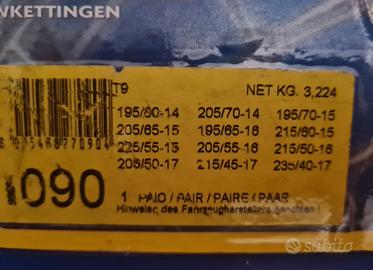 WKETTINGEN
T9 NET KG. 3,224
195/80-14 205/70-14 195/70-15
205/65-15 195/65-16 215/60-15
225/55-15 205/55-16 215/50-16
205/50-17 215/45-17 235/40-17
090
1 PAIO / PAIR / PAIRE / PAAR
Hinweise des Fahrzeugherstellers beachten !
subito